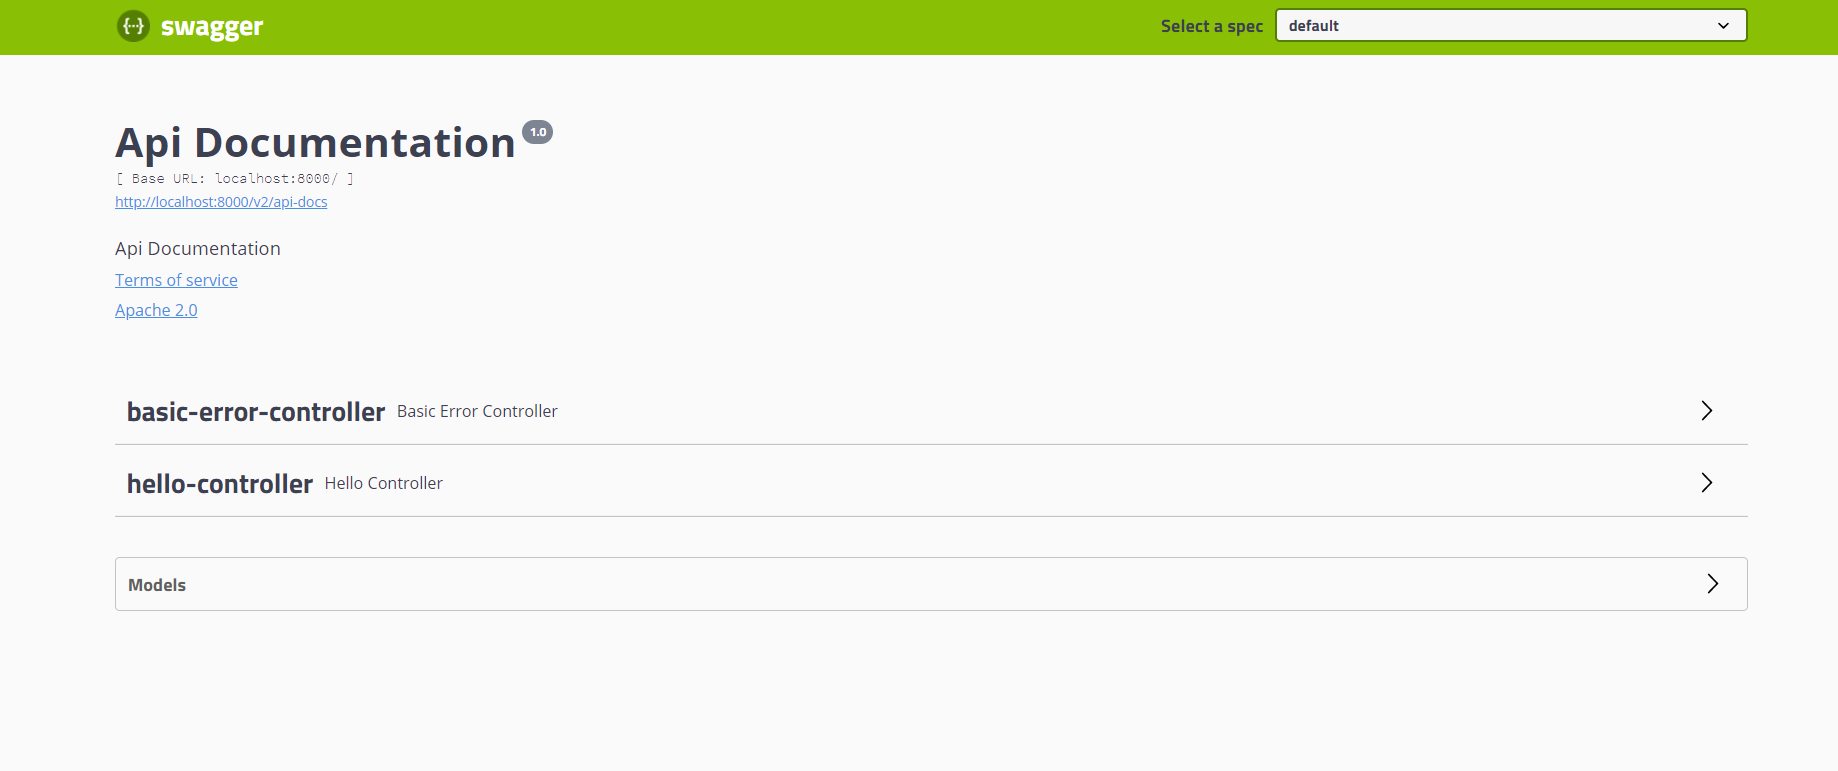 {···} swagger
Select a spec default
Api Documentation 1.0
[ Base URL: localhost:8000/ ]
http://localhost:8000/v2/api-docs
Api Documentation
Terms of service
Apache 2.0
basic-error-controller Basic Error Controller
hello-controller Hello Controller
Models